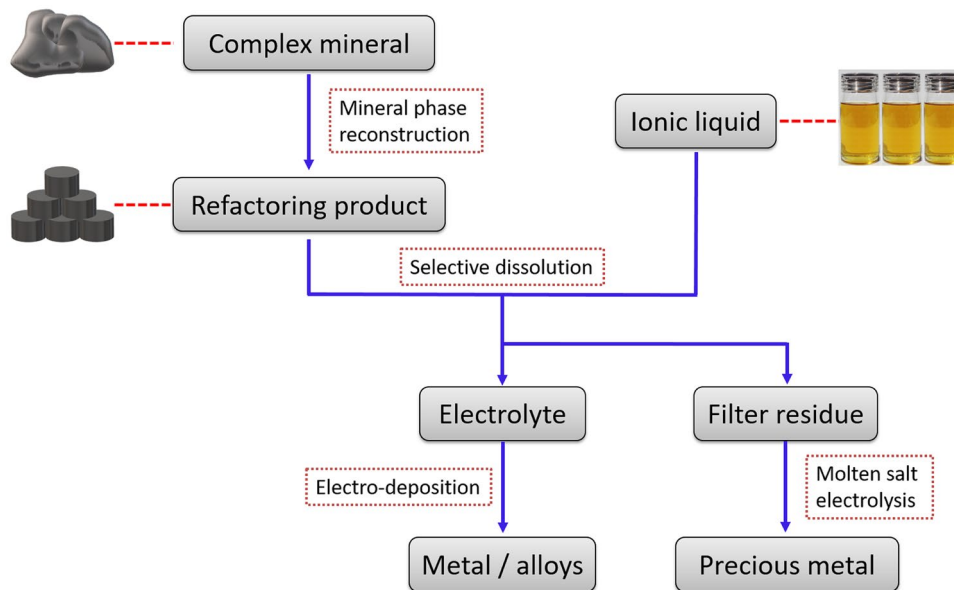 Complex mineral
Mineral phase
reconstruction
Ionic liquid
Refactoring product
Selective dissolution
Electrolyte
Filter residue
Electro-deposition
Molten salt
electrolysis
Metal / alloys
Precious metal